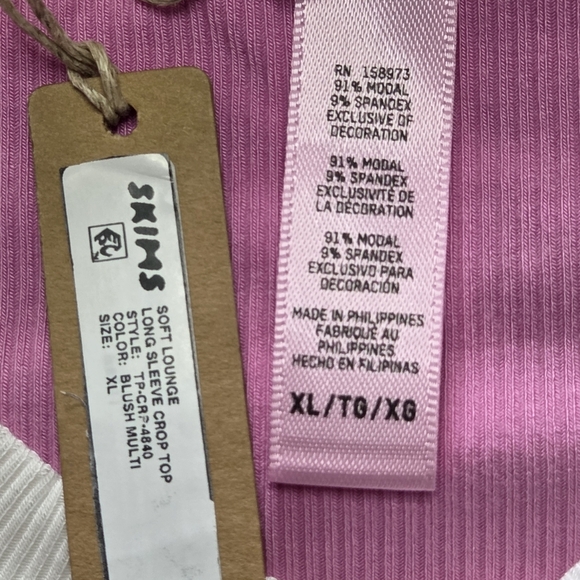 SKIMS
SOFT LOUNGE
LONG SLEEVE CROP TOP
STYLE: TP-CRP-4840
COLOR: BLUSH MULTI
SIZE: XL
RN 158973
91% MODAL
9% SPANDEX
EXCLUSIVE OF
DECORATION
91% MODAL
9% SPANDEX
EXCLUSIVITÉ DE
LA DÉCORATION
91% MODAL
9% SPANDEX
EXCLUSIVO PARA
DECORACIÓN
MADE IN PHILIPPINES
FABRIQUÉ AU
PHILIPPINES
HECHO EN FILIPINAS
XL/TG/XG